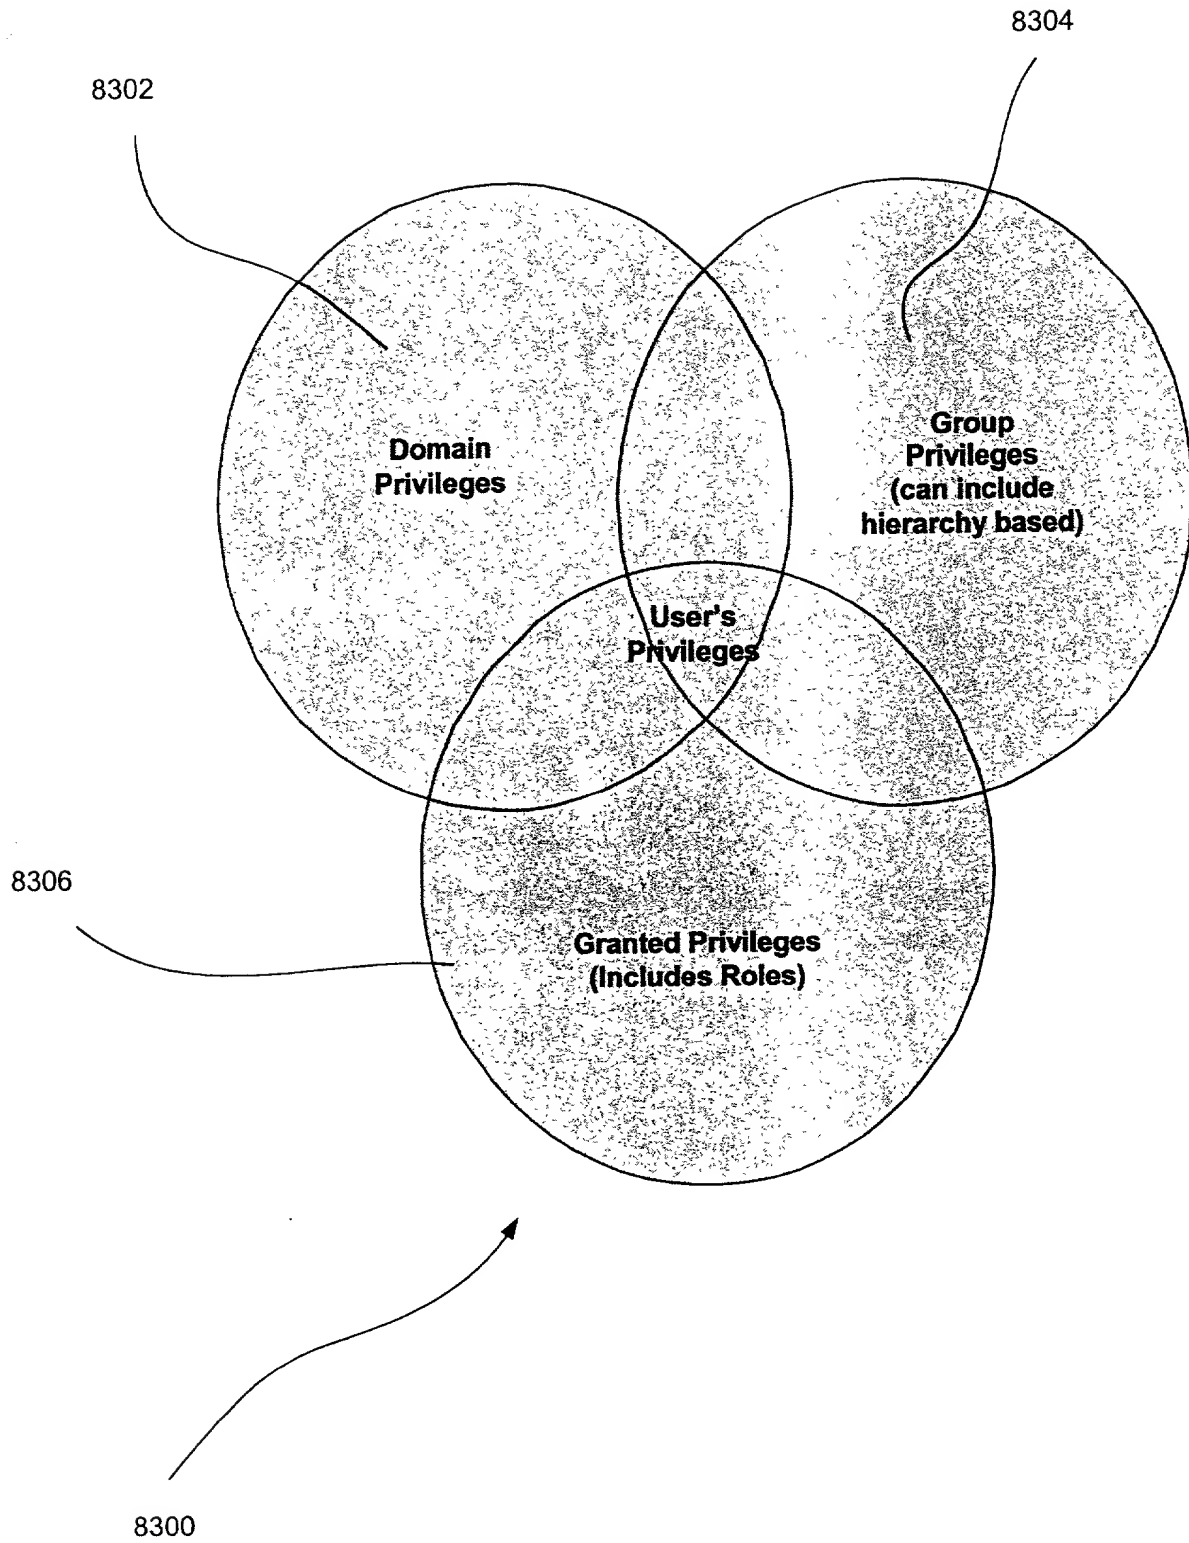 8304
8302
Domain
Privileges
Group
Privileges
(can include
hierarchy based)
User's
Privileges
8306
Granted Privileges
(Includes Roles)
8300